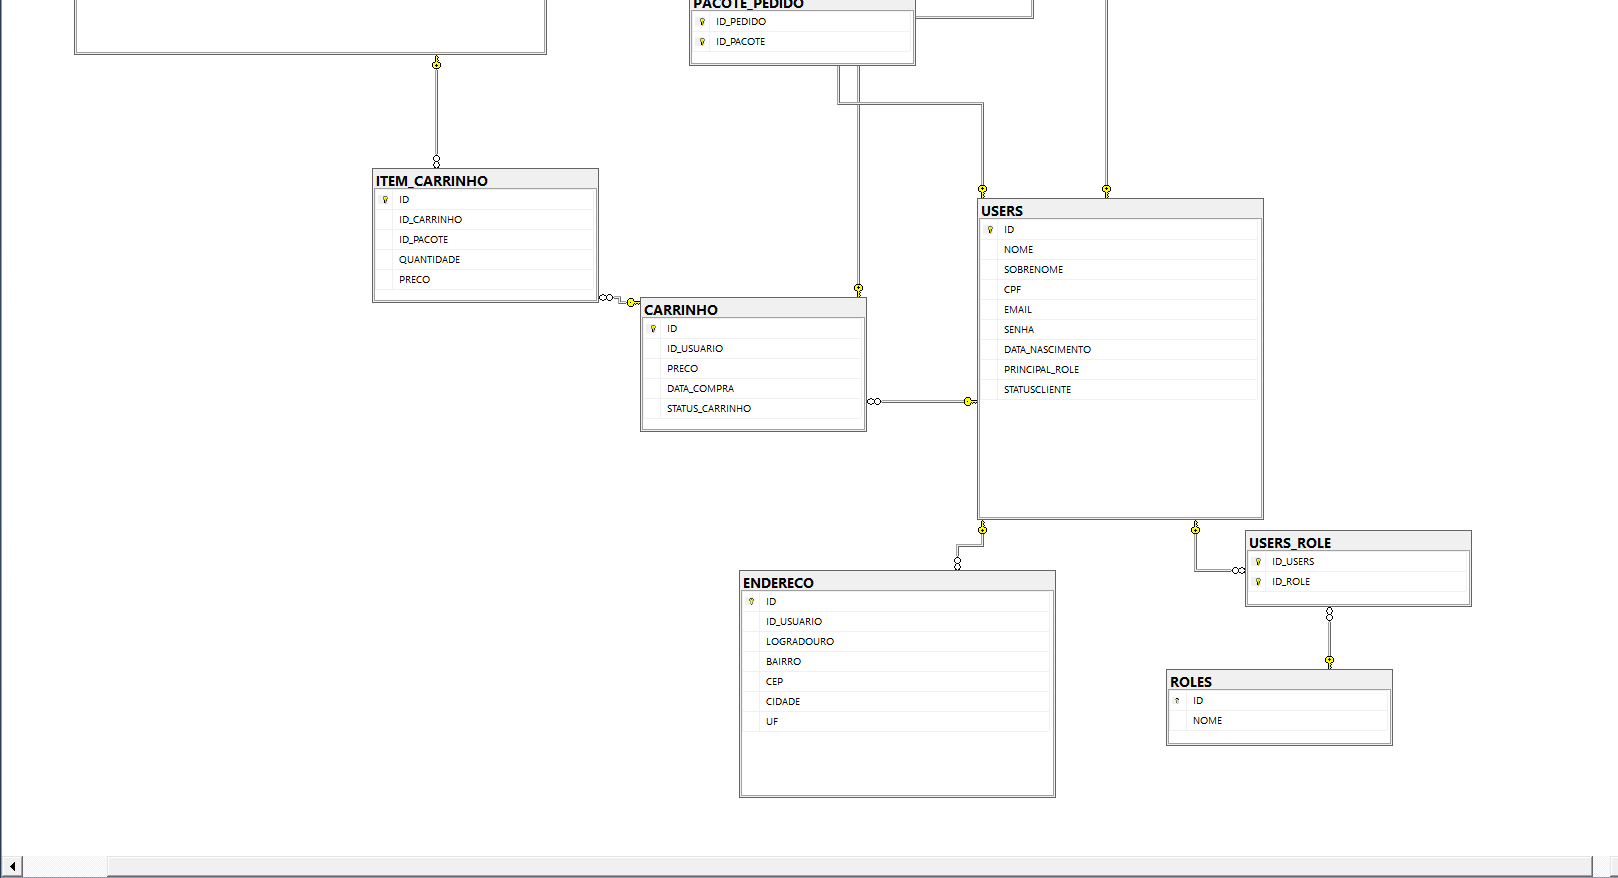 PACOTE_PEDIDO
ID_PEDIDO
ID_PACOTE
ITEM_CARRINHO
ID
ID_CARRINHO
ID_PACOTE
QUANTIDADE
PRECO
CARRINHO
ID
ID_USUARIO
PRECO
DATA_COMPRA
STATUS_CARRINHO
USERS
ID
NOME
SOBRENOME
CPF
EMAIL
SENHA
DATA_NASCIMENTO
PRINCIPAL_ROLE
STATUSCLIENTE
USERS_ROLE
ID_USERS
ID_ROLE
ENDERECO
ID
ID_USUARIO
LOGRADOURO
BAIRRO
CEP
CIDADE
UF
ROLES
ID
NOME